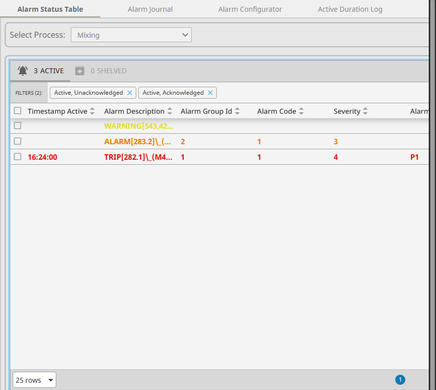 Alarm Status Table Alarm Journal Alarm Configurator Active Duration Log
Select Process: Mixing
3 ACTIVE 0 SHELVED
FILTERS (2): Active, Unacknowledged Active, Acknowledged
Timestamp Active Alarm Description Alarm Group Id Alarm Code Severity Alarm
WARNING[543,42...
ALARM[283.2]\_(... 2 1 3
16:24:00 TRIP[282.1]\_(M4... 1 1 4 P1
25 rows 1